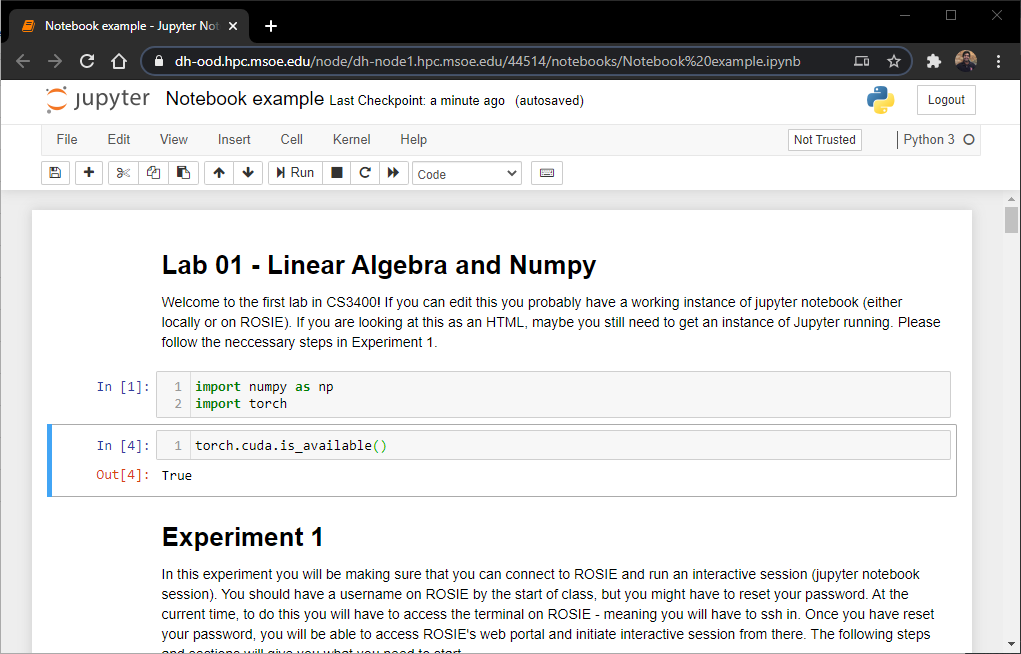 Notebook example - Jupyter Not
dh-ood.hpc.msoe.edu/node/dh-node1.hpc.msoe.edu/44514/notebooks/Notebook%20example.ipynb
jupyter Notebook example Last Checkpoint: a minute ago (autosaved) Logout
File Edit View Insert Cell Kernel Help Not Trusted Python 3
Run Code
Lab 01 - Linear Algebra and Numpy
Welcome to the first lab in CS3400! If you can edit this you probably have a working instance of jupyter notebook (either
locally or on ROSIE). If you are looking at this as an HTML, maybe you still need to get an instance of Jupyter running. Please
follow the neccessary steps in Experiment 1.
In [1]: 1 import numpy as np
2 import torch
In [4]: 1 torch.cuda.is_available()
Out[4]: True
Experiment 1
In this experiment you will be making sure that you can connect to ROSIE and run an interactive session (jupyter notebook
session). You should have a username on ROSIE by the start of class, but you might have to reset your password. At the
current time, to do this you will have to access the terminal on ROSIE - meaning you will have to ssh in. Once you have reset
your password, you will be able to access ROSIE's web portal and initiate interactive session from there. The following steps
and sections will give you what you need to start